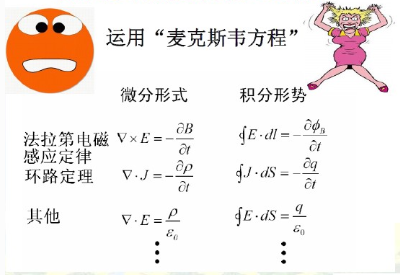 运用“麦克斯韦方程”
微分形式 积分形势
法拉第电磁感应定律 ∇×E=-∂B/∂t ∮E·dl=-∂ϕ_B/∂t
环路定理 ∇·J=-∂ρ/∂t ∮J·dS=-∂q/∂t
其他 ∇·E=ρ/ε₀ ∮E·dS=q/ε₀